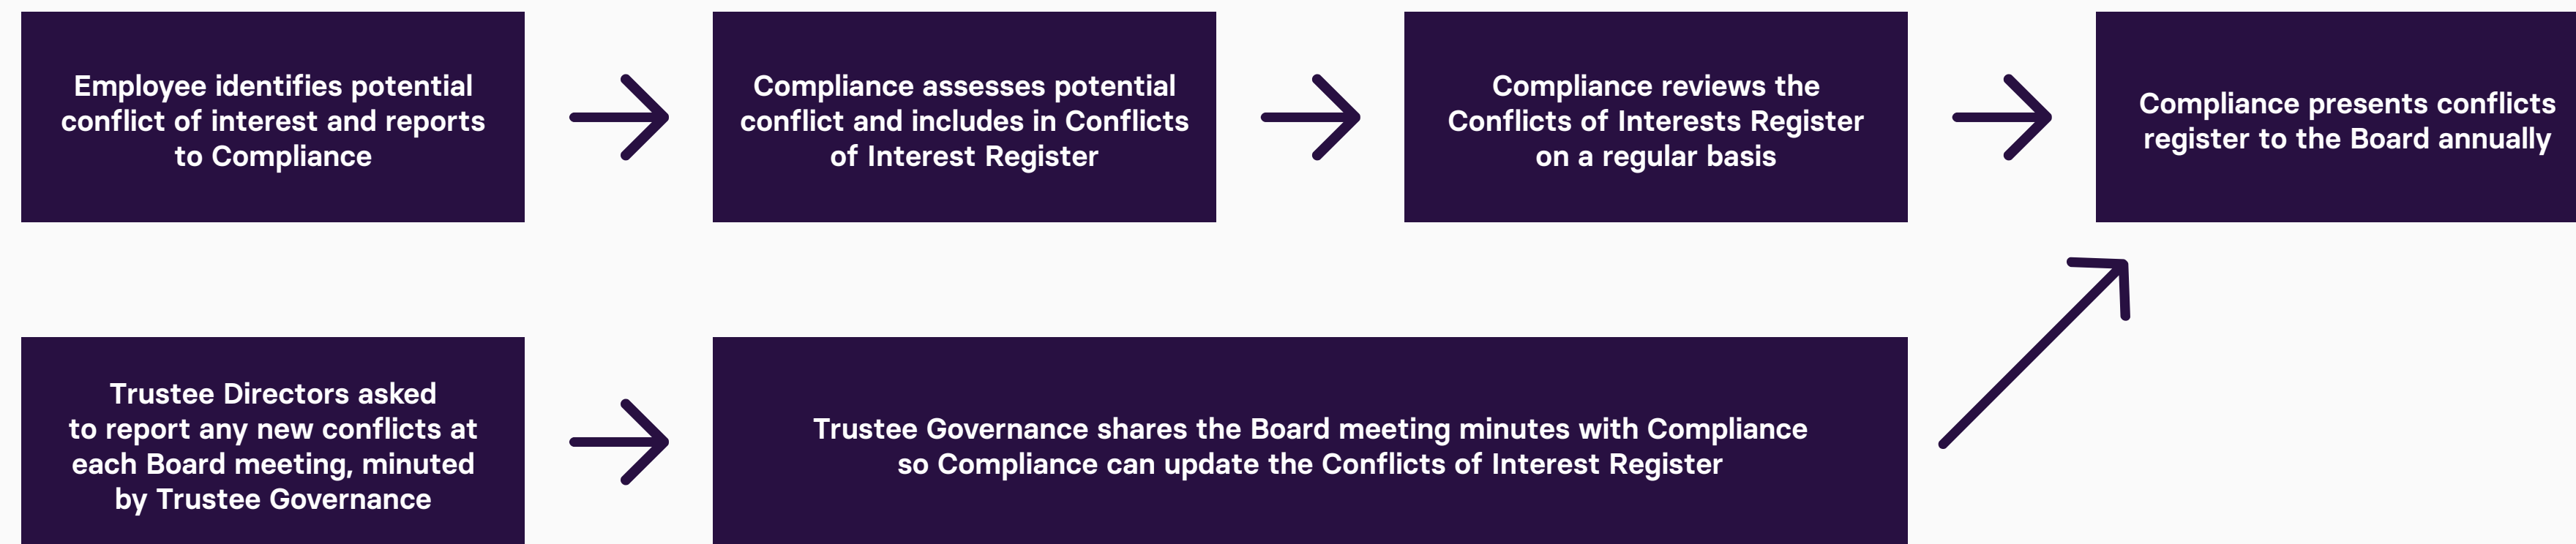 Employee identifies potential
conflict of interest and reports
to Compliance
Compliance assesses potential
conflict and includes in Conflicts
of Interest Register
Compliance reviews the
Conflicts of Interests Register
on a regular basis
Compliance presents conflicts
register to the Board annually
Trustee Directors asked
to report any new conflicts at
each Board meeting, minuted
by Trustee Governance
Trustee Governance shares the Board meeting minutes with Compliance
so Compliance can update the Conflicts of Interest Register